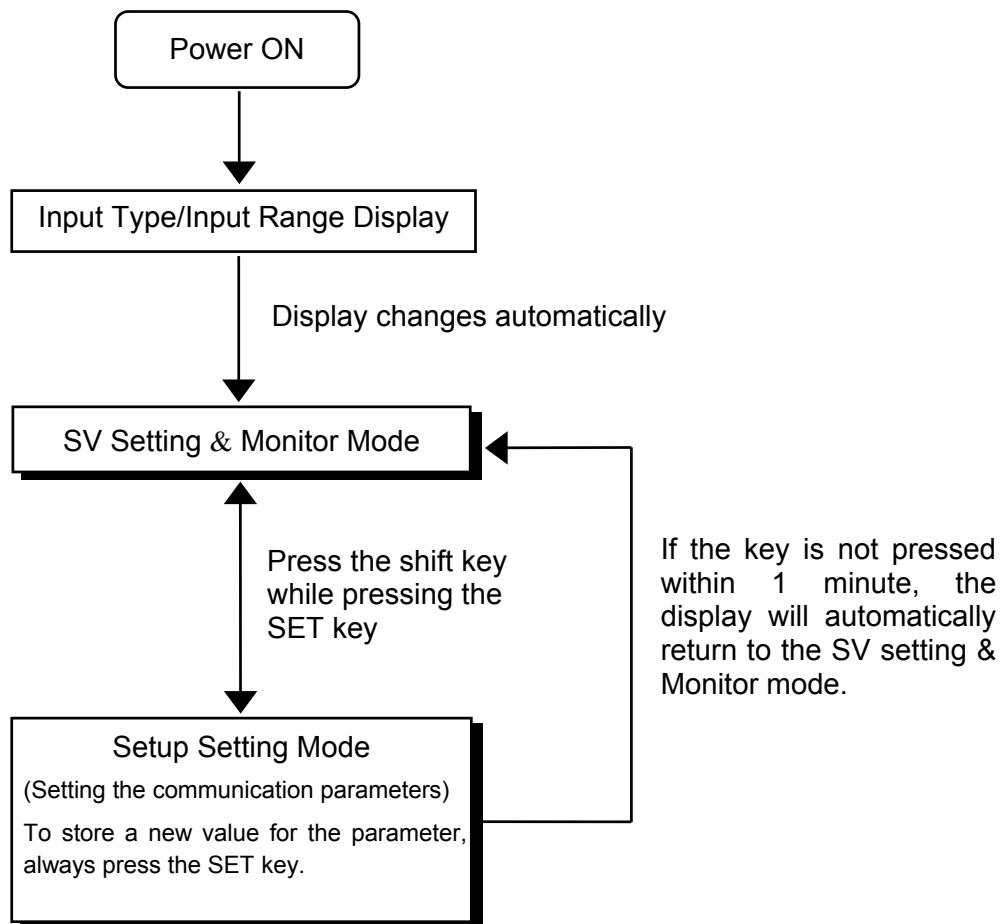 Power ON
Input Type/Input Range Display
Display changes automatically
SV Setting & Monitor Mode
Press the shift key
while pressing the
SET key
If the key is not pressed
within 1 minute, the
display will automatically
return to the SV setting &
Monitor mode.
Setup Setting Mode
(Setting the communication parameters)
To store a new value for the parameter,
always press the SET key.